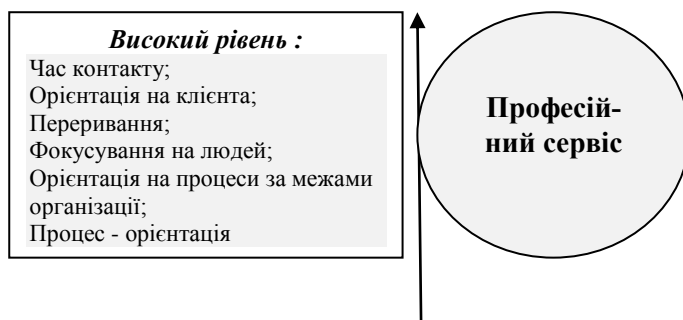 Високий рівень :
Час контакту;
Орієнтація на клієнта;
Переривання;
Фокусування на людей;
Орієнтація на процеси за межами
організації;
Процес - орієнтація
Професій-
ний сервіс